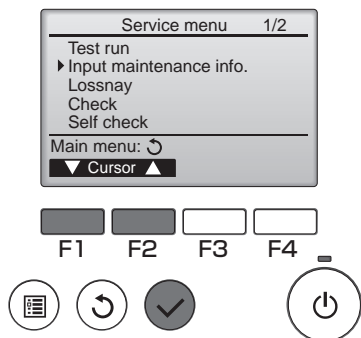 Service menu 1/2
Test run
Input maintenance info.
Lossnay
Check
Self check
Main menu:
Cursor
F1 F2 F3 F4